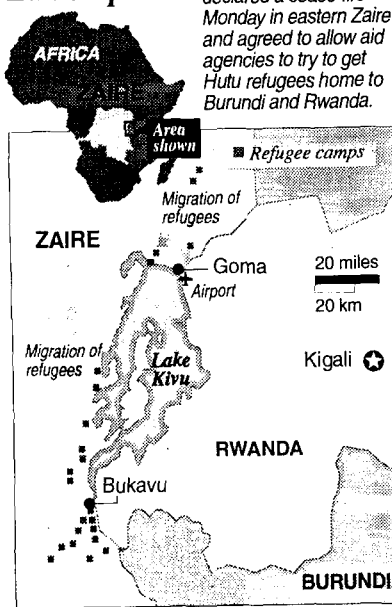 declared a cease-fire
Monday in eastern Zaire
and agreed to allow aid
agencies to try to get
Hutu refugees home to
Burundi and Rwanda.
AFRICA
ZAIRE
Area
shown
Refugee camps
Migration of
refugees
ZAIRE
Goma
Airport
20 miles
20 km
Migration of
refugees
Lake
Kivu
Kigali
RWANDA
Bukavu
BURUNDI